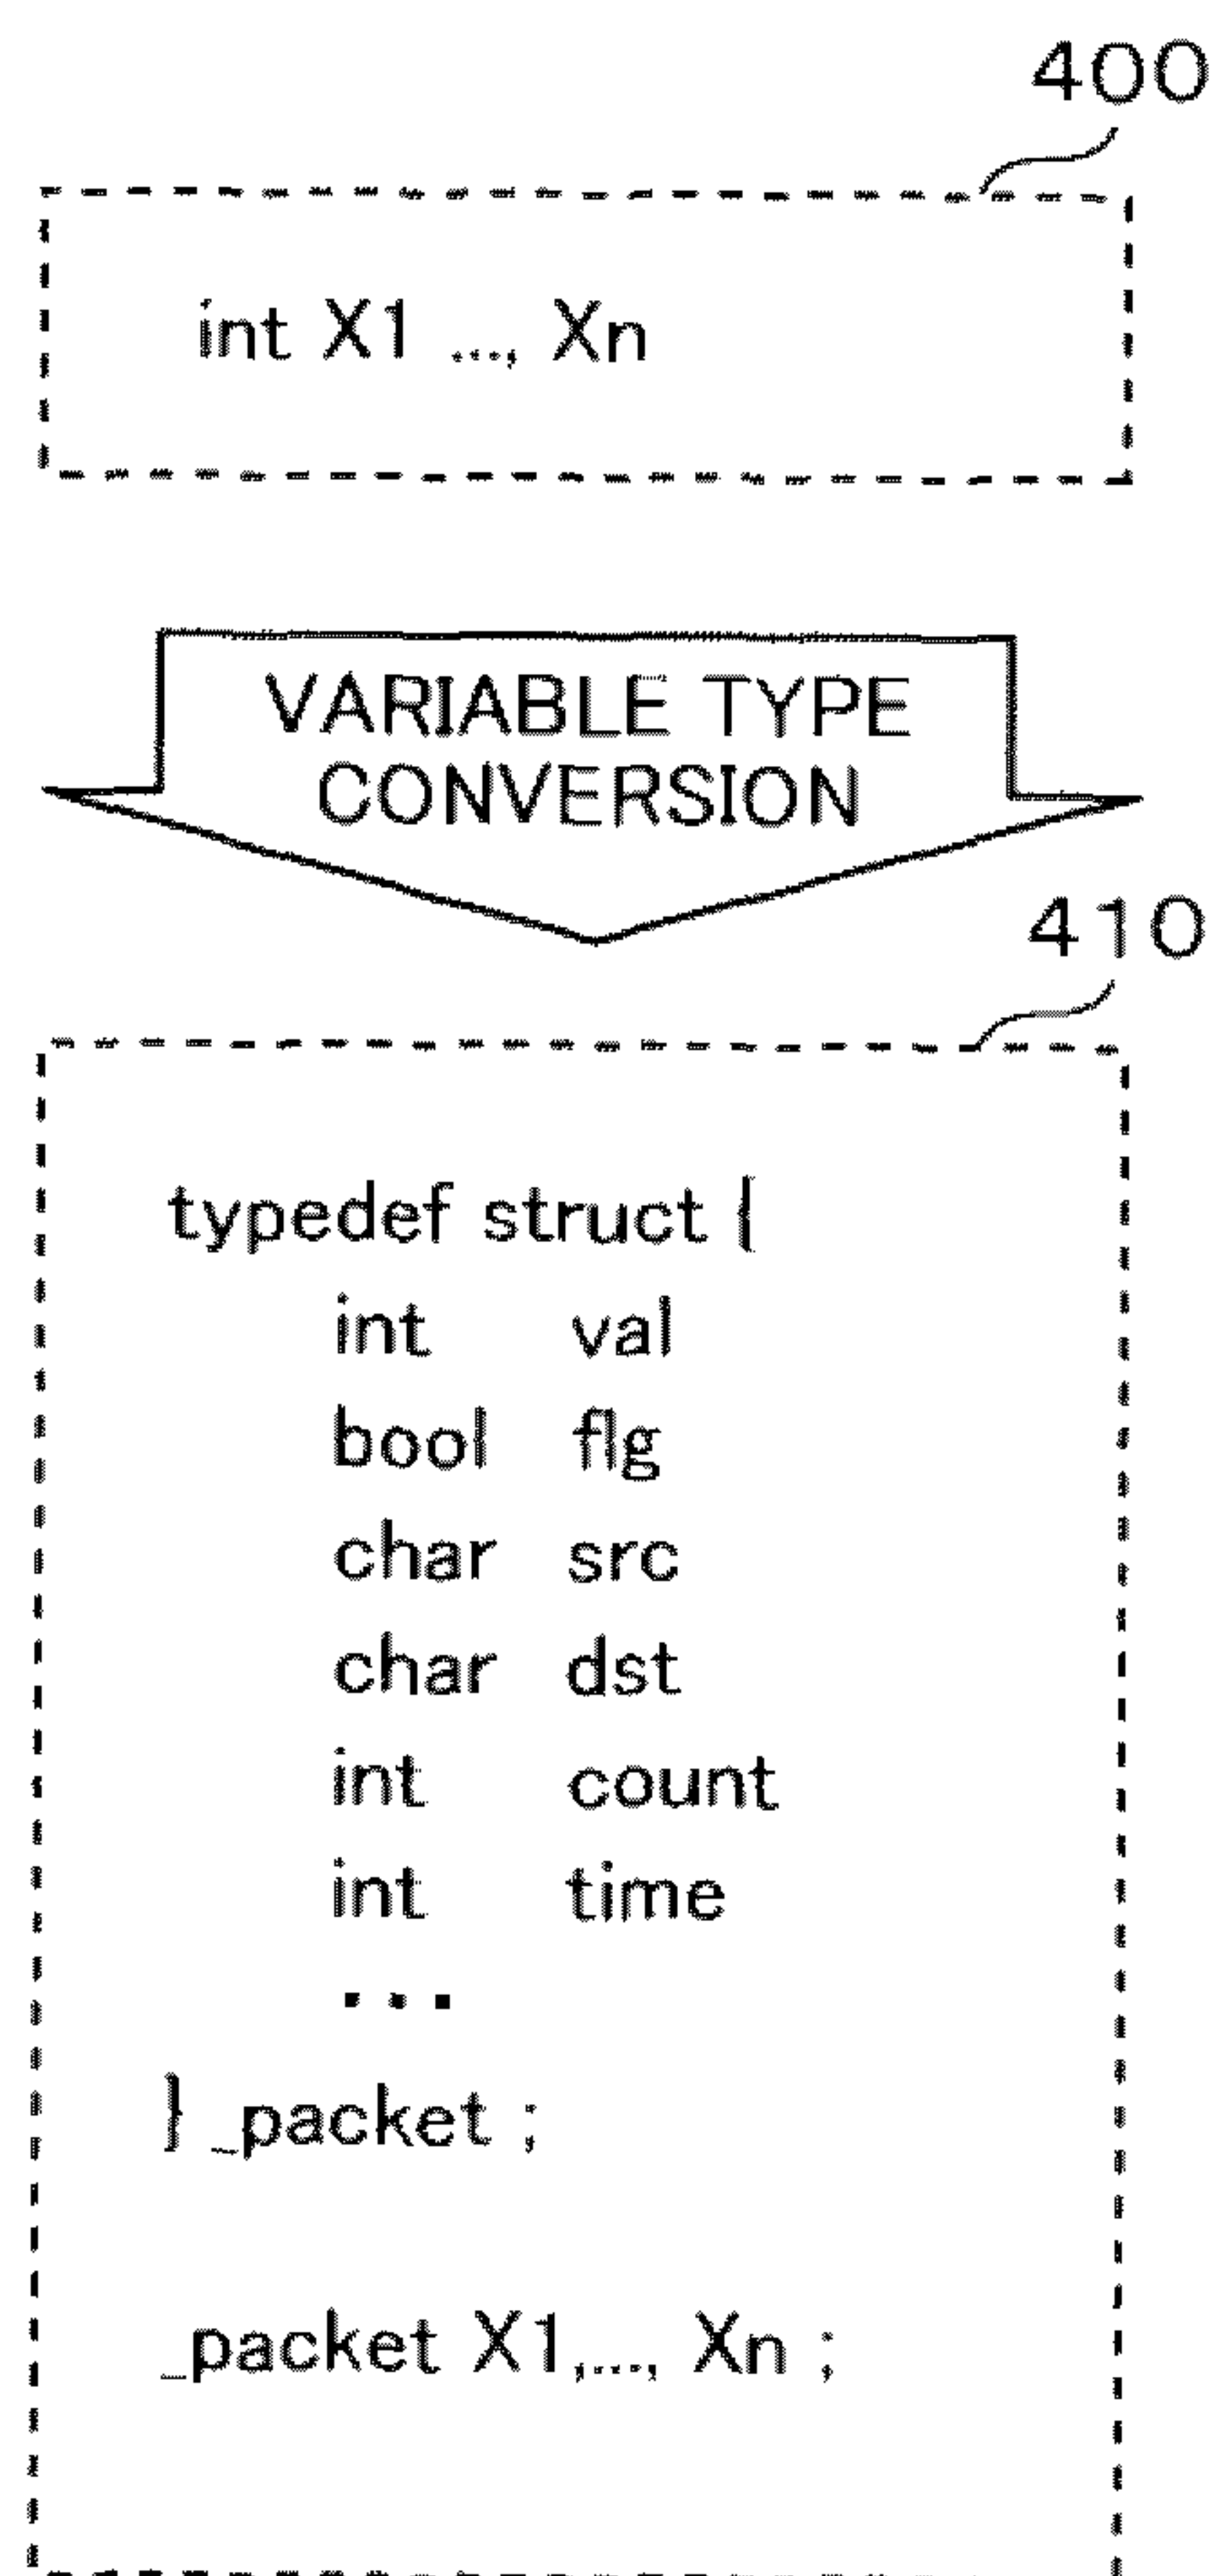 400
int X1 ..., Xn
VARIABLE TYPE
CONVERSION
410
typedef struct {
int val
bool flg
char src
char dst
int count
int time
...
} _packet ;
_packet X1,..., Xn ;